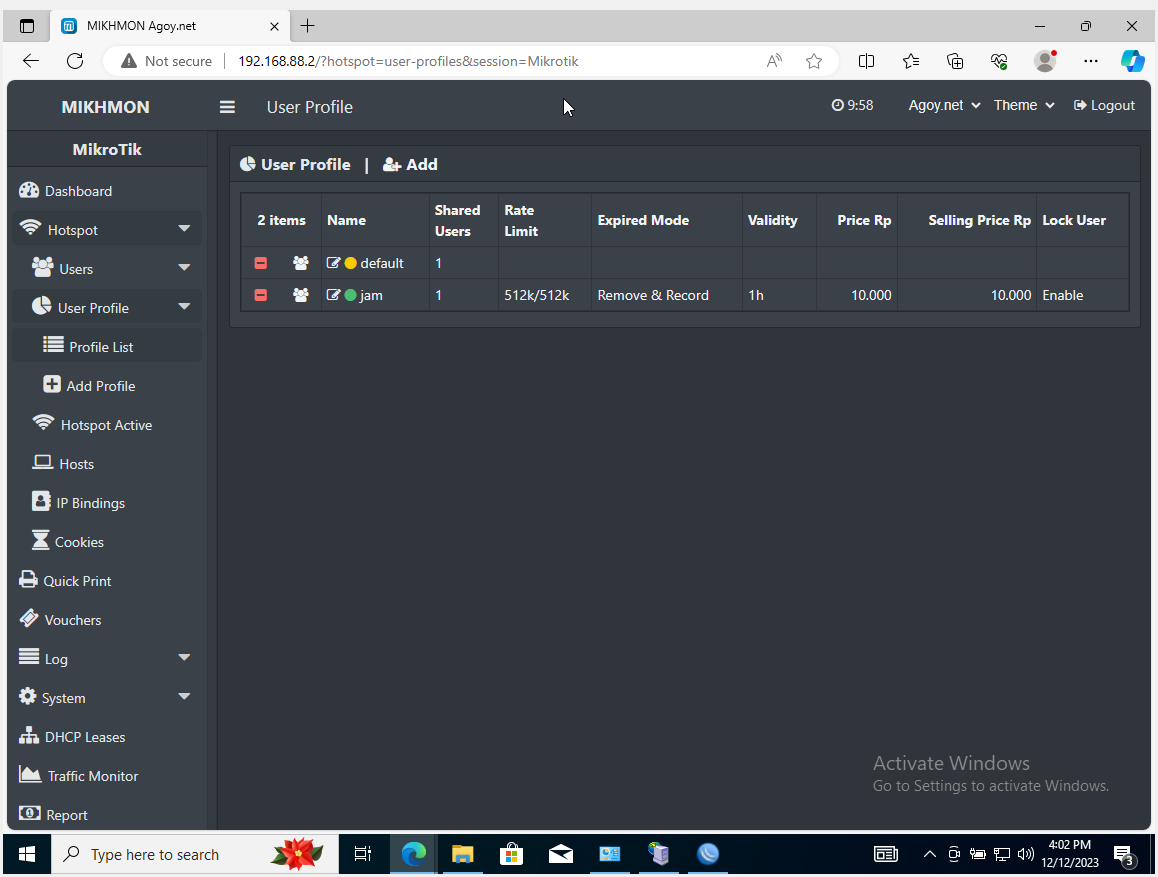 MIKHMON Agoy.net
Not secure 192.168.88.2/?hotspot=user-profiles&session=Mikrotik
MIKHMON User Profile 9:58 Agoy.net Theme Logout
MikroTik
Dashboard
Hotspot
Users
User Profile
Profile List
Add Profile
Hotspot Active
Hosts
IP Bindings
Cookies
Quick Print
Vouchers
Log
System
DHCP Leases
Traffic Monitor
Report
User Profile | Add
2 items Name Shared Users Rate Limit Expired Mode Validity Price Rp Selling Price Rp Lock User
default 1
jam 1 512k/512k Remove & Record 1h 10.000 10.000 Enable
Activate Windows
Go to Settings to activate Windows.
Type here to search
4:02 PM
12/12/2023
3